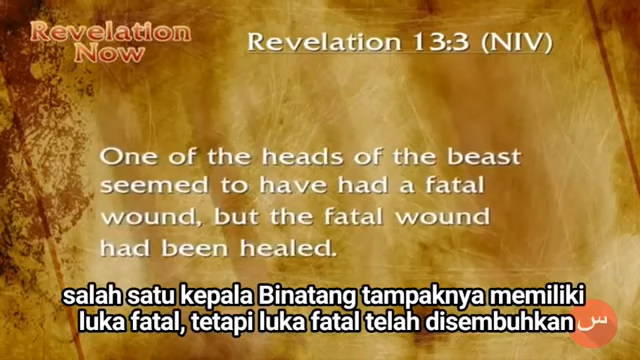 Revelation
Now
Revelation 13:3 (NIV)
One of the heads of the beast
seemed to have had a fatal
wound, but the fatal wound
had been healed.
salah satu kepala Binatang tampaknya memiliki
luka fatal, tetapi luka fatal telah disembuhkan
س